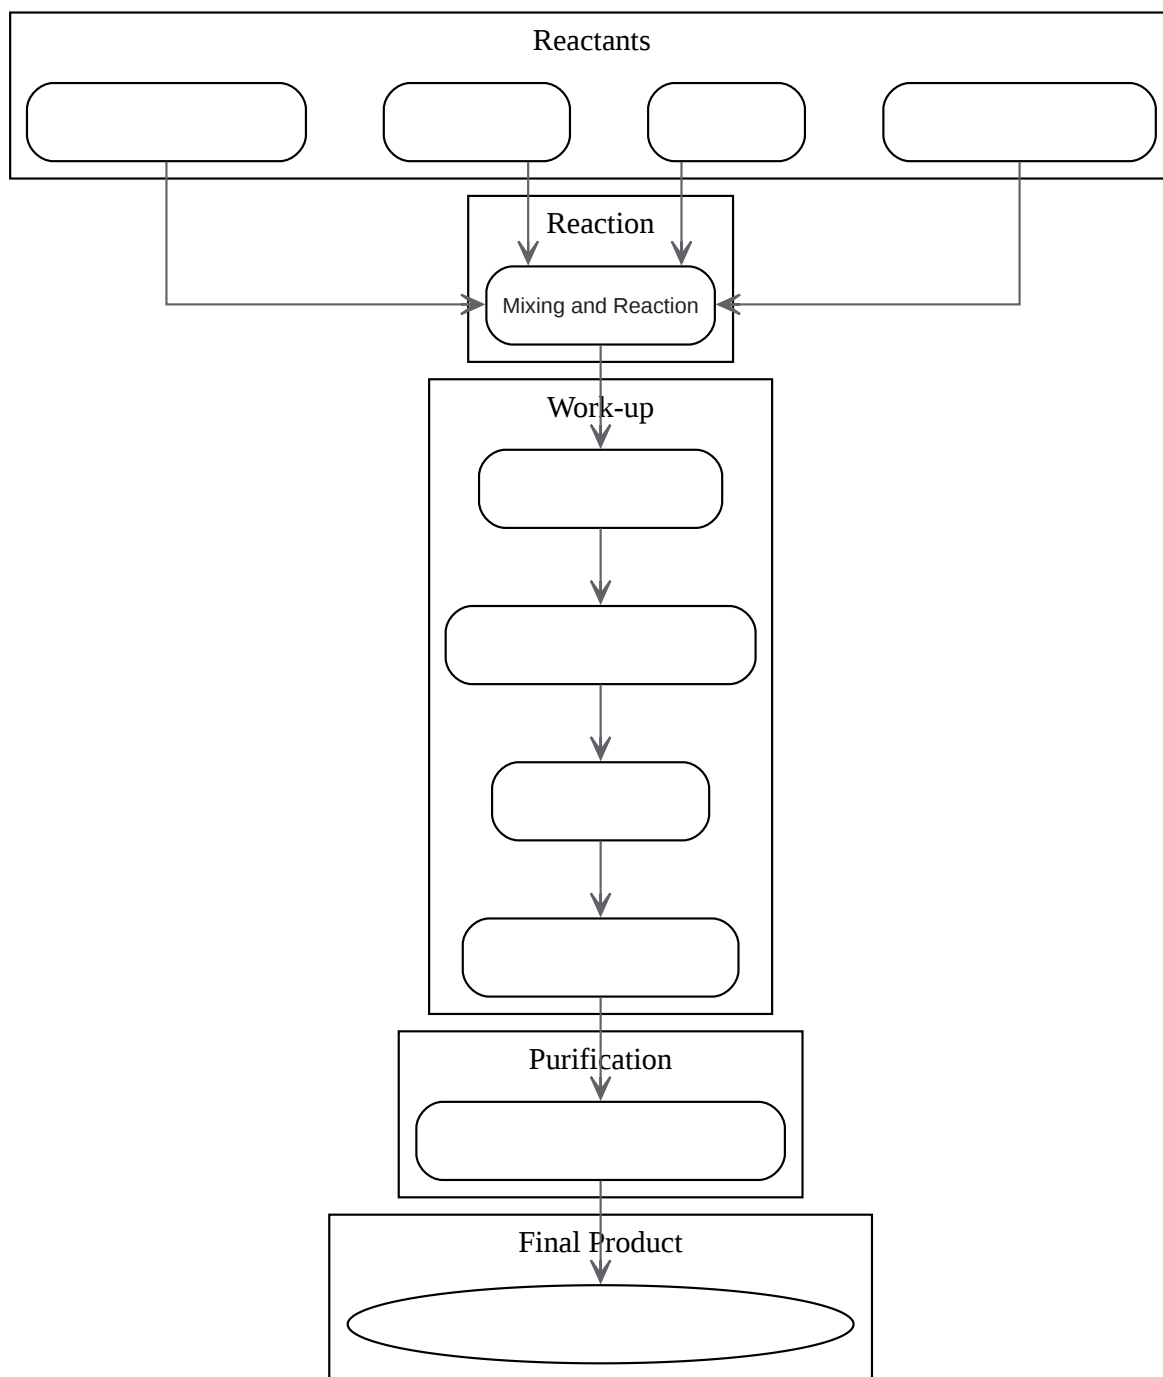 Reactants
Reaction
Mixing and Reaction
Work-up
Purification
Final Product